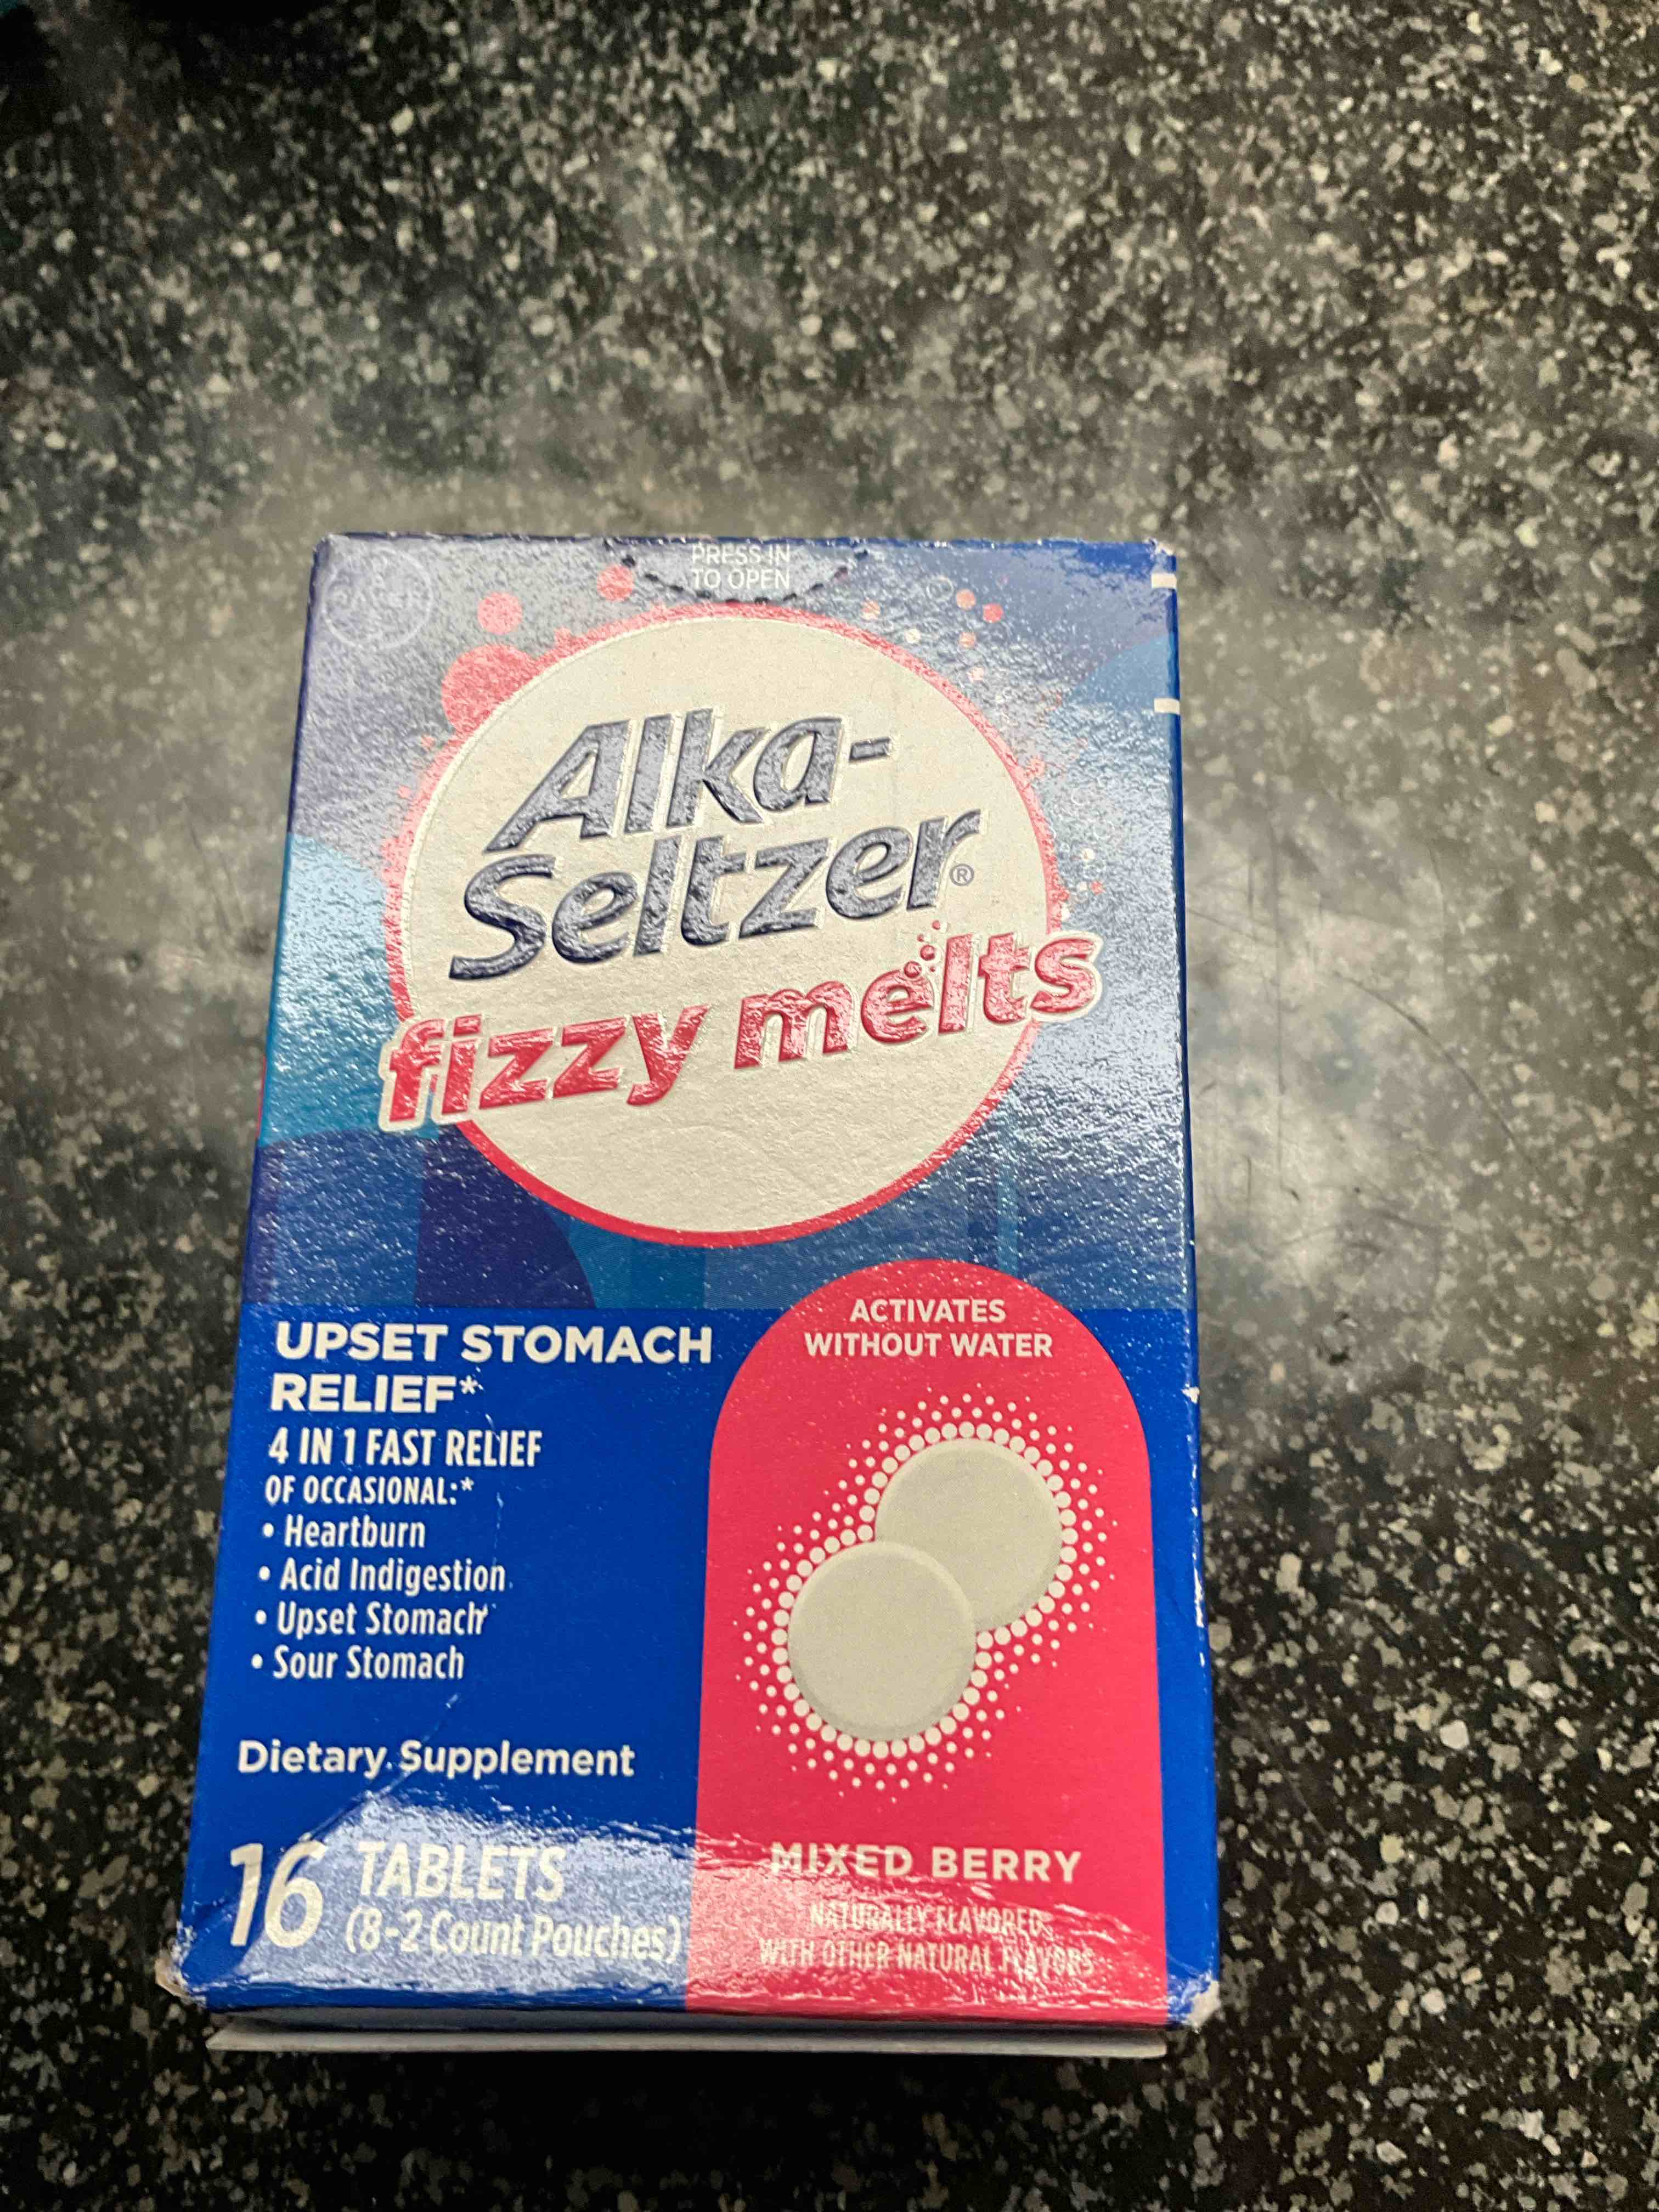 PRESS IN
TO OPEN
BAYER
Alka-
Seltzer®
fizzy melts
UPSET STOMACH
RELIEF*
4 IN 1 FAST RELIEF
OF OCCASIONAL:*
• Heartburn
• Acid Indigestion
• Upset Stomach
• Sour Stomach
Dietary Supplement
16 TABLETS
(8-2 Count Pouches)
ACTIVATES
WITHOUT WATER
MIXED BERRY
NATURALLY FLAVORED
WITH OTHER NATURAL FLAVORS